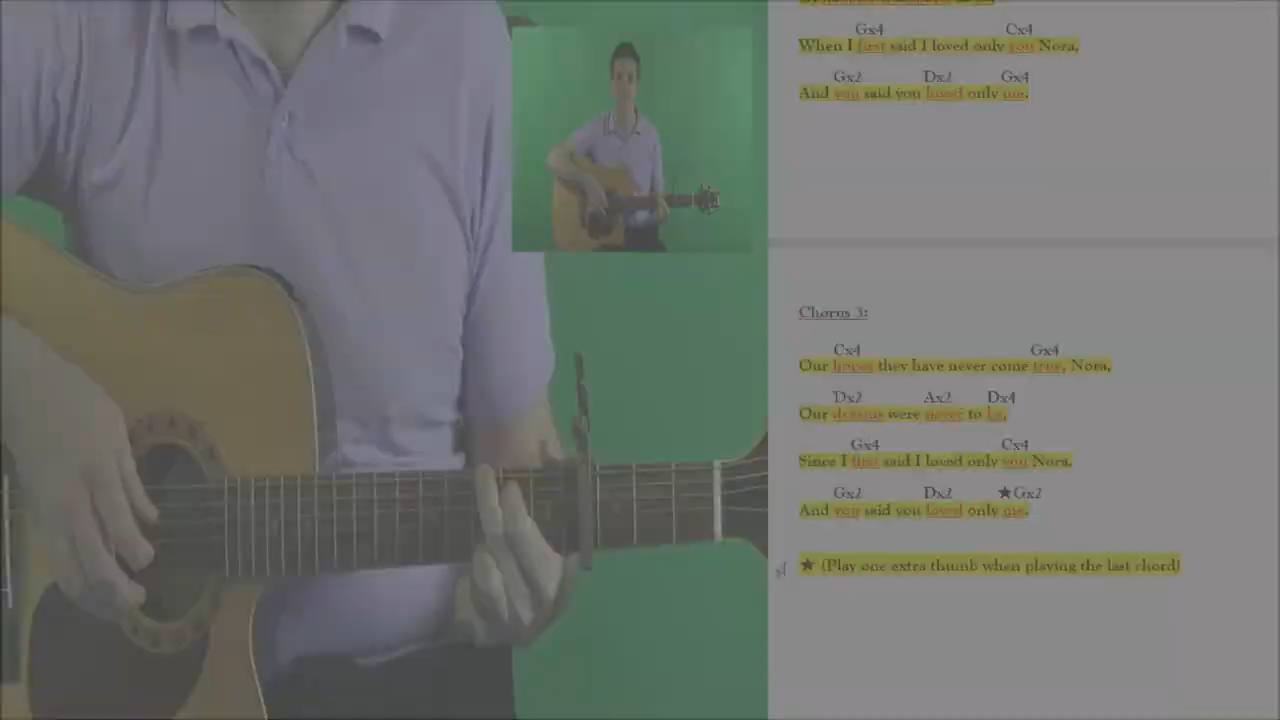 Gx4 Cx4
When I first said I loved only you Nora,
Gx2 Dx2 Gx4
And you said you loved only me.
Chorus 3:
Cx4 Gx4
Our hopes they have never come true, Nora,
Dx2 Ax2 Dx4
Our dreams were never to be,
Gx4 Cx4
Since I first said I loved only you Nora,
Gx2 Dx2 ★Gx2
And you said you loved only me.
★ (Play one extra thumb when playing the last chord)